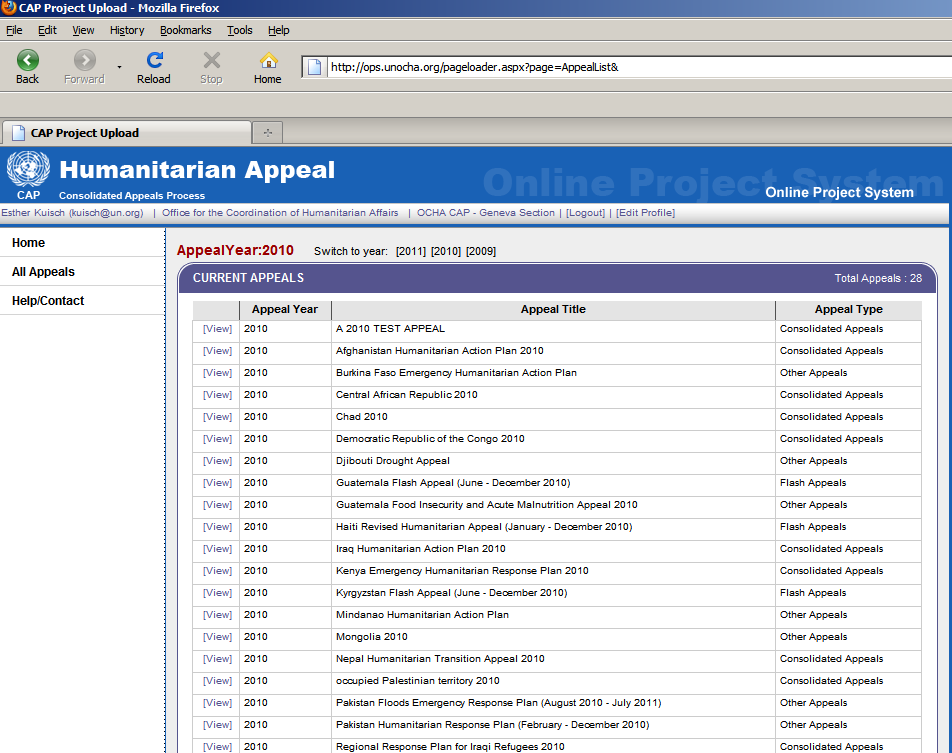 CAP Project Upload - Mozilla Firefox
File Edit View History Bookmarks Tools Help
Back Forward Reload Stop Home
http://ops.unocha.org/pageloader.aspx?page=AppealList&
CAP Project Upload
Humanitarian Appeal
Online Project System
CAP Consolidated Appeals Process
Online Project System
Esther Kuisch (kuisch@un.org) | Office for the Coordination of Humanitarian Affairs | OCHA CAP - Geneva Section | [Logout] | [Edit Profile]
Home
All Appeals
Help/Contact
AppealYear:2010 Switch to year: [2011] [2010] [2009]
CURRENT APPEALS Total Appeals : 28
Appeal Year Appeal Title Appeal Type
[View] 2010 A 2010 TEST APPEAL Consolidated Appeals
[View] 2010 Afghanistan Humanitarian Action Plan 2010 Consolidated Appeals
[View] 2010 Burkina Faso Emergency Humanitarian Action Plan Other Appeals
[View] 2010 Central African Republic 2010 Consolidated Appeals
[View] 2010 Chad 2010 Consolidated Appeals
[View] 2010 Democratic Republic of the Congo 2010 Consolidated Appeals
[View] 2010 Djibouti Drought Appeal Other Appeals
[View] 2010 Guatemala Flash Appeal (June - December 2010) Flash Appeals
[View] 2010 Guatemala Food Insecurity and Acute Malnutrition Appeal 2010 Other Appeals
[View] 2010 Haiti Revised Humanitarian Appeal (January - December 2010) Flash Appeals
[View] 2010 Iraq Humanitarian Action Plan 2010 Consolidated Appeals
[View] 2010 Kenya Emergency Humanitarian Response Plan 2010 Consolidated Appeals
[View] 2010 Kyrgyzstan Flash Appeal (June - December 2010) Flash Appeals
[View] 2010 Mindanao Humanitarian Action Plan Other Appeals
[View] 2010 Mongolia 2010 Other Appeals
[View] 2010 Nepal Humanitarian Transition Appeal 2010 Consolidated Appeals
[View] 2010 occupied Palestinian territory 2010 Consolidated Appeals
[View] 2010 Pakistan Floods Emergency Response Plan (August 2010 - July 2011) Other Appeals
[View] 2010 Pakistan Humanitarian Response Plan (February - December 2010) Other Appeals
[View] 2010 Regional Response Plan for Iraqi Refugees 2010 Consolidated Appeals